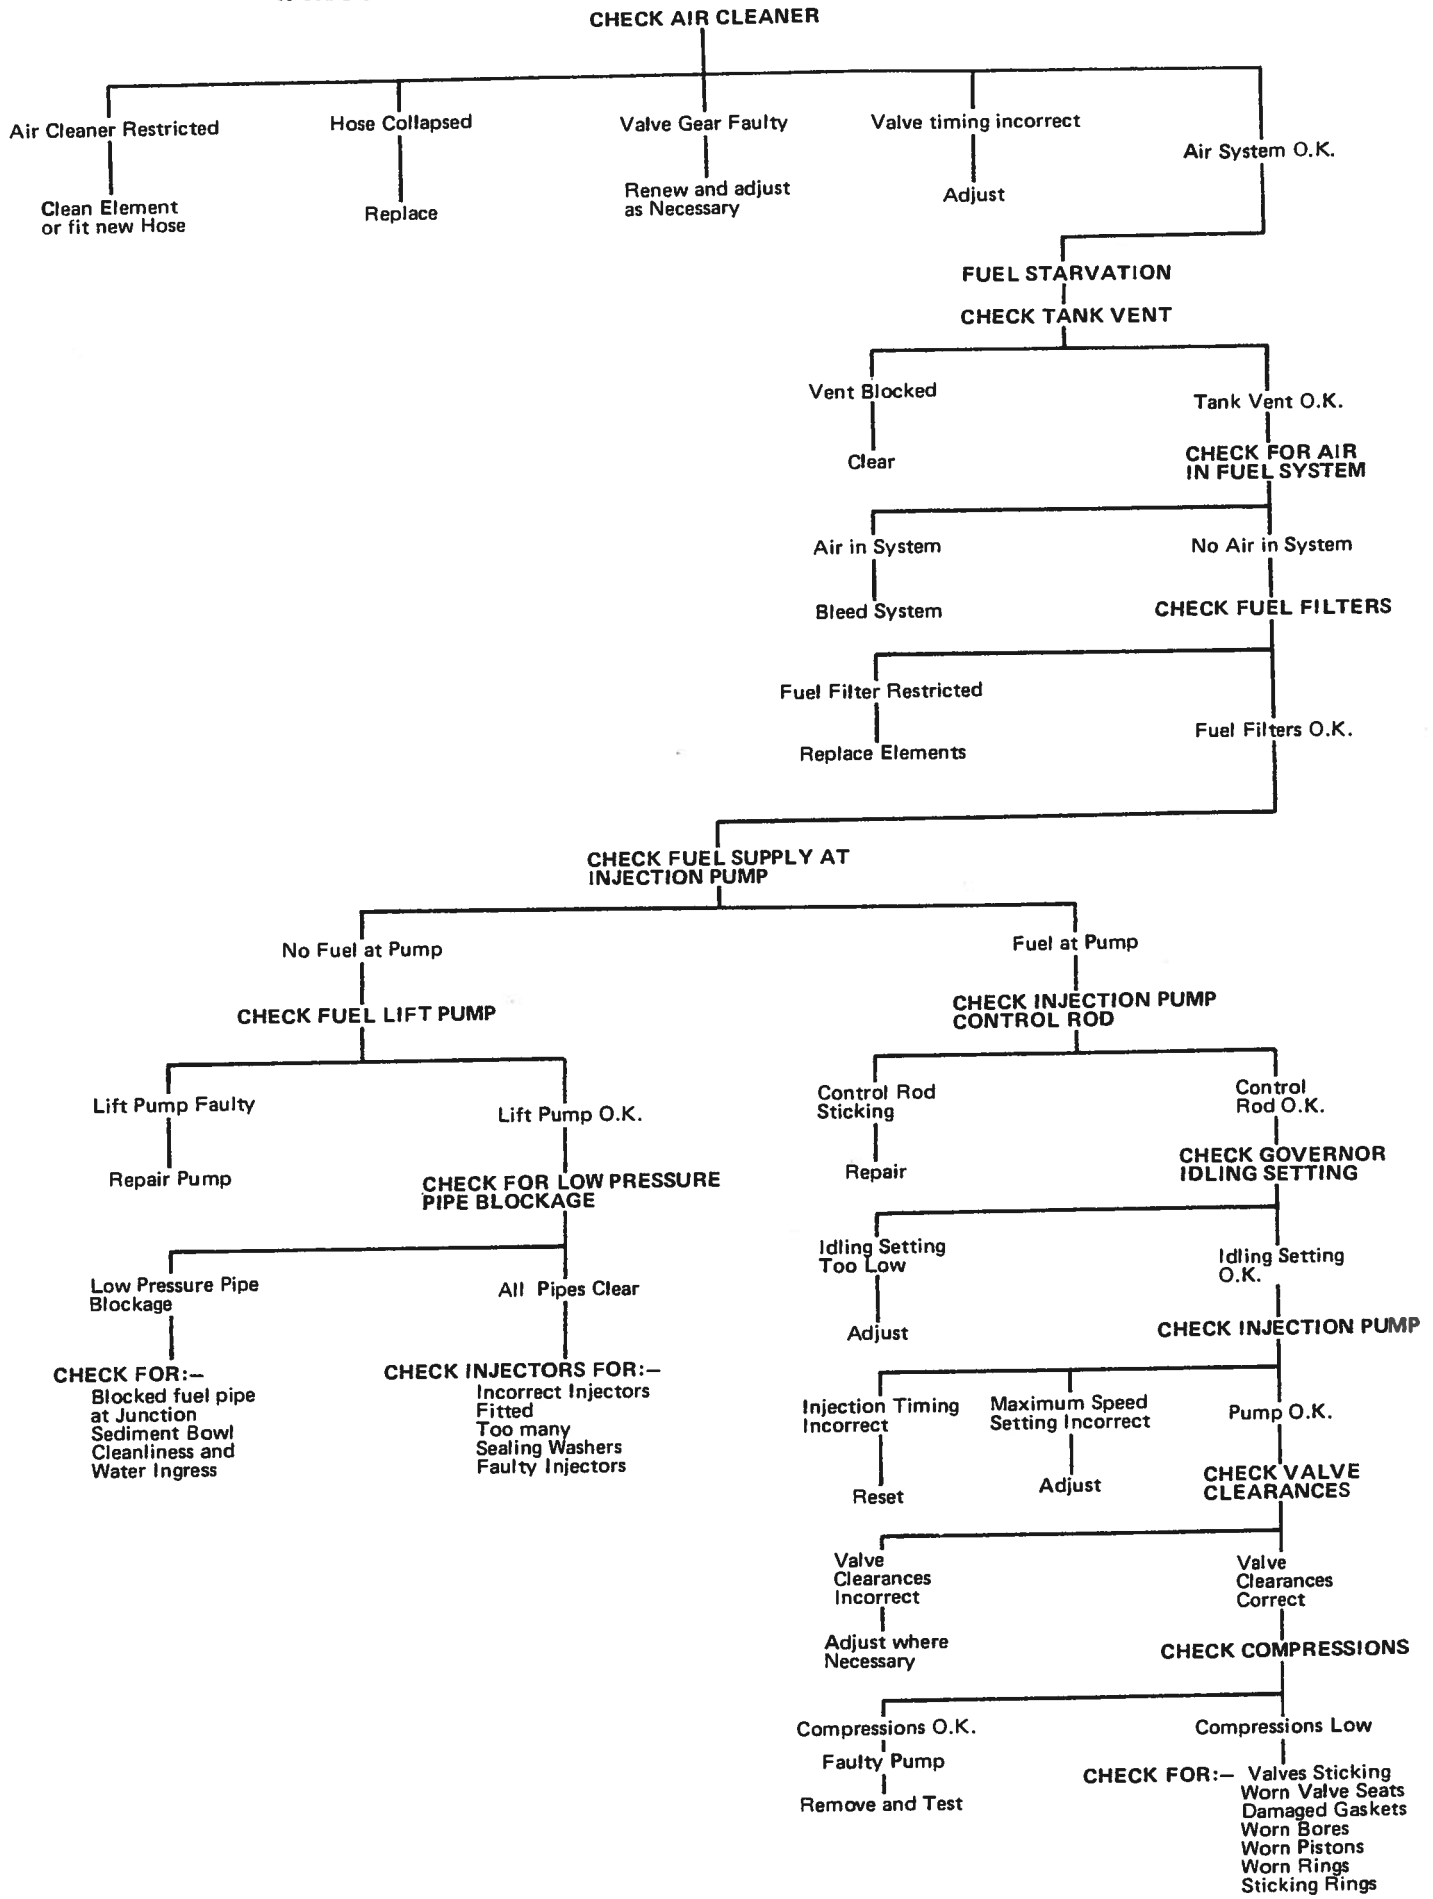 CHECK AIR CLEANER
Air Cleaner Restricted
Hose Collapsed
Valve Gear Faulty
Valve timing incorrect
Air System O.K.
Clean Element
or fit new Hose
Replace
Renew and adjust
as Necessary
Adjust
FUEL STARVATION
CHECK TANK VENT
Vent Blocked
Tank Vent O.K.
Clear
CHECK FOR AIR
IN FUEL SYSTEM
Air in System
No Air in System
Bleed System
CHECK FUEL FILTERS
Fuel Filter Restricted
Fuel Filters O.K.
Replace Elements
CHECK FUEL SUPPLY AT
INJECTION PUMP
No Fuel at Pump
Fuel at Pump
CHECK FUEL LIFT PUMP
CHECK INJECTION PUMP
CONTROL ROD
Lift Pump Faulty
Lift Pump O.K.
Control Rod
Sticking
Control
Rod O.K.
Repair Pump
CHECK FOR LOW PRESSURE
PIPE BLOCKAGE
Repair
CHECK GOVERNOR
IDLING SETTING
Low Pressure Pipe
Blockage
All Pipes Clear
Idling Setting
Too Low
Idling Setting
O.K.
Adjust
CHECK INJECTION PUMP
CHECK FOR:–
Blocked fuel pipe
at Junction
Sediment Bowl
Cleanliness and
Water Ingress
CHECK INJECTORS FOR:–
Incorrect Injectors
Fitted
Too many
Sealing Washers
Faulty Injectors
Injection Timing
Incorrect
Maximum Speed
Setting Incorrect
Pump O.K.
Reset
Adjust
CHECK VALVE
CLEARANCES
Valve
Clearances
Incorrect
Valve
Clearances
Correct
Adjust where
Necessary
CHECK COMPRESSIONS
Compressions O.K.
Compressions Low
Faulty Pump
Remove and Test
CHECK FOR:– Valves Sticking
Worn Valve Seats
Damaged Gaskets
Worn Bores
Worn Pistons
Worn Rings
Sticking Rings